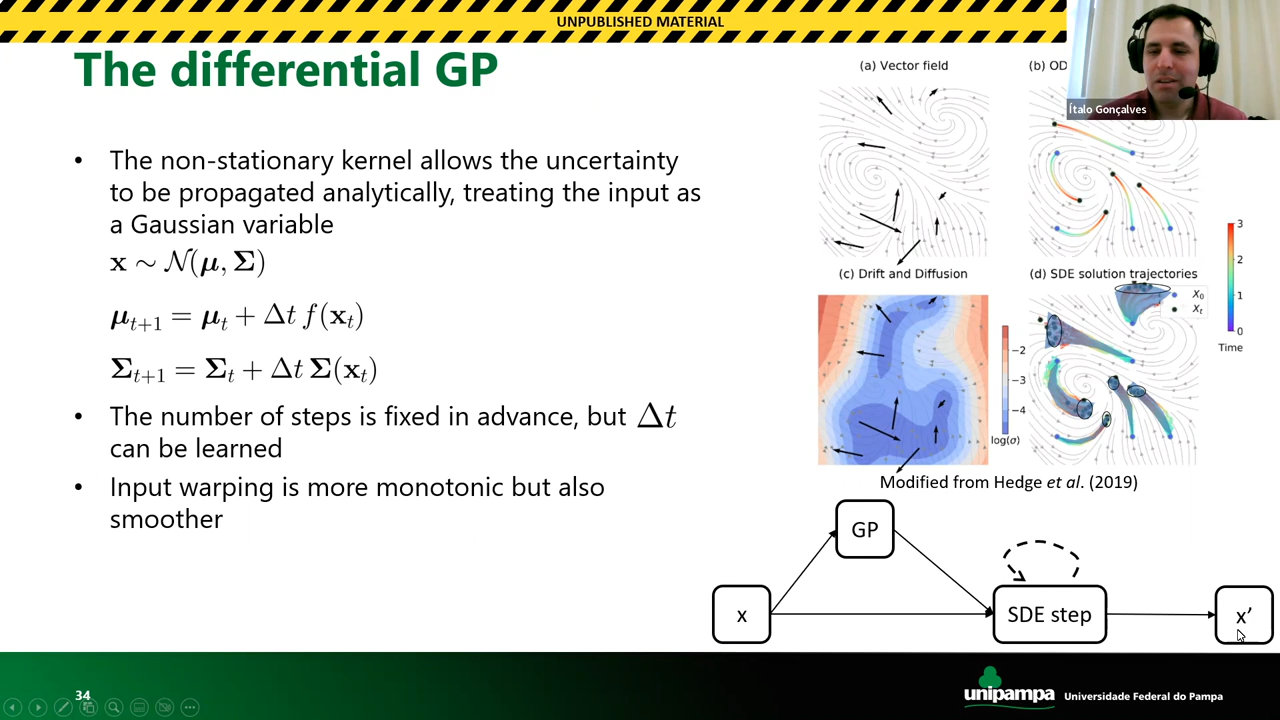 UNPUBLISHED MATERIAL
The differential GP
Ítalo Gonçalves
• The non-stationary kernel allows the uncertainty
to be propagated analytically, treating the input as
a Gaussian variable
x ~ 𝒩(μ, Σ)
μ_{t+1} = μ_t + Δt f(x_t)
Σ_{t+1} = Σ_t + Δt Σ(x_t)
• The number of steps is fixed in advance, but Δt
can be learned
• Input warping is more monotonic but also
smoother
(a) Vector field
(b) OD
(c) Drift and Diffusion
(d) SDE solution trajectories
X₀
X_t
3
2
1
0
Time
−2
−3
−4
log(σ)
Modified from Hedge et al. (2019)
GP
x
SDE step
x’
34
unipampa
Universidade Federal do Pampa